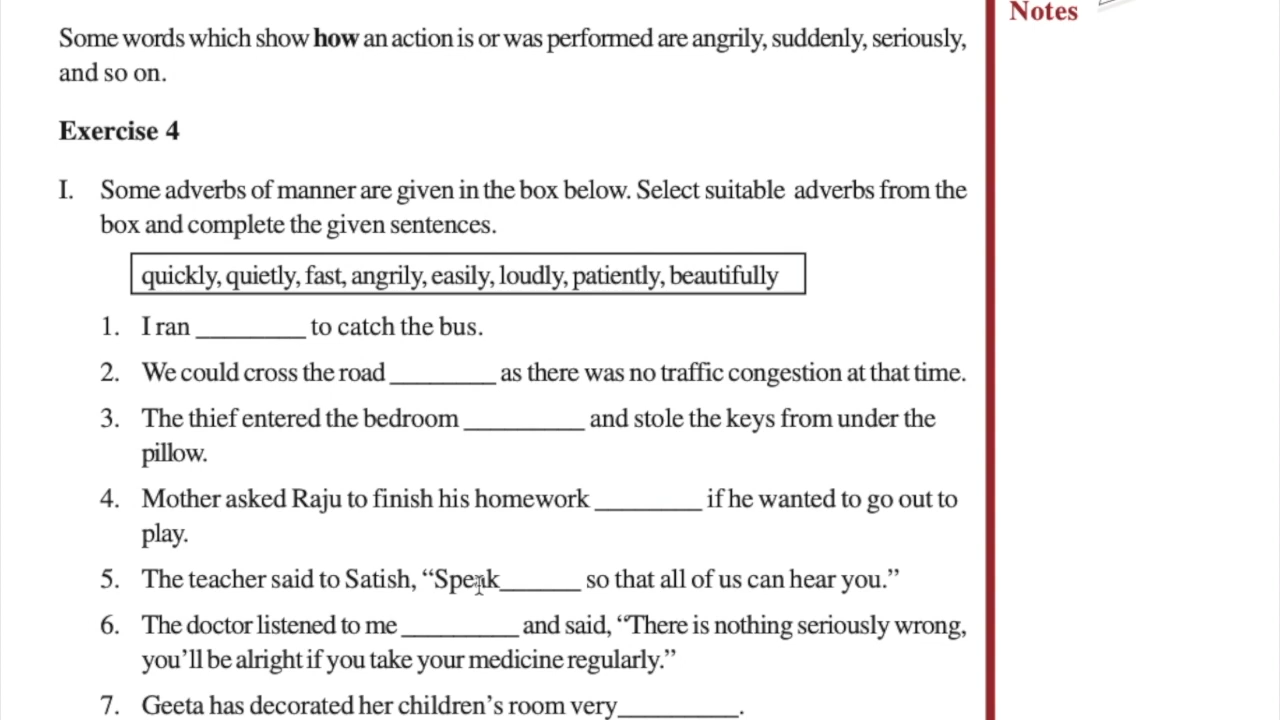 Notes
Some words which show how an action is or was performed are angrily, suddenly, seriously,
and so on.
Exercise 4
I. Some adverbs of manner are given in the box below. Select suitable adverbs from the
box and complete the given sentences.
quickly, quietly, fast, angrily, easily, loudly, patiently, beautifully
1. I ran ________ to catch the bus.
2. We could cross the road ________ as there was no traffic congestion at that time.
3. The thief entered the bedroom _________ and stole the keys from under the
pillow.
4. Mother asked Raju to finish his homework ________ if he wanted to go out to
play.
5. The teacher said to Satish, “Speak______ so that all of us can hear you.”
6. The doctor listened to me _________ and said, “There is nothing seriously wrong,
you’ll be alright if you take your medicine regularly.”
7. Geeta has decorated her children’s room very_________.